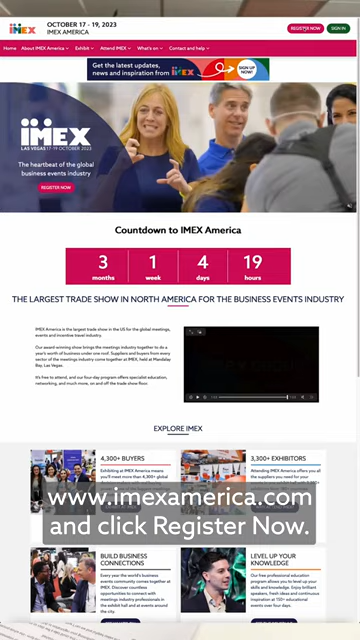 IMEX
OCTOBER 17 - 19, 2023
IMEX AMERICA
REGISTER NOW
SIGN IN
Home
About IMEX America
Exhibit
Attend IMEX
What's on
Contact and help
Get the latest updates,
news and inspiration from IMEX
SIGN UP
NOW!
IMEX
LAS VEGAS 17-19 OCTOBER 2023
The heartbeat of the global
business events industry
REGISTER NOW
Countdown to IMEX America
3 1 4 19
months week days hours
THE LARGEST TRADE SHOW IN NORTH AMERICA FOR THE BUSINESS EVENTS INDUSTRY
IMEX America is the largest trade show in the US for the global meetings,
events and incentive travel industry.
Our award winning show brings the meetings industry together to do a
year's worth of business under one roof. Suppliers and buyers from every
sector of the meetings industry come together at IMEX, held at Mandalay
Bay, Las Vegas.
It's free to attend, and our four-day program offers specialist education,
networking, and much more, on and off the trade show floor.
EXPLORE IMEX
4,300+ BUYERS
Exhibiting at IMEX America means
you'll meet more than 4,300+ global
3,300+ EXHIBITORS
Attending IMEX America offers you all
the suppliers you need for your
www.imexamerica.com
and click Register Now.
BUILD BUSINESS
CONNECTIONS
Every year the world's business
events community comes together at
IMEX. Discover countless
opportunities to connect with
meetings industry professionals in
the exhibit hall and at events around
the city.
LEVEL UP YOUR
KNOWLEDGE
Our free professional education
program allows you to level up your
skills and knowledge. Enjoy brilliant
speakers, fresh ideas and continuous
inspiration at 150+ educational
events over four days.